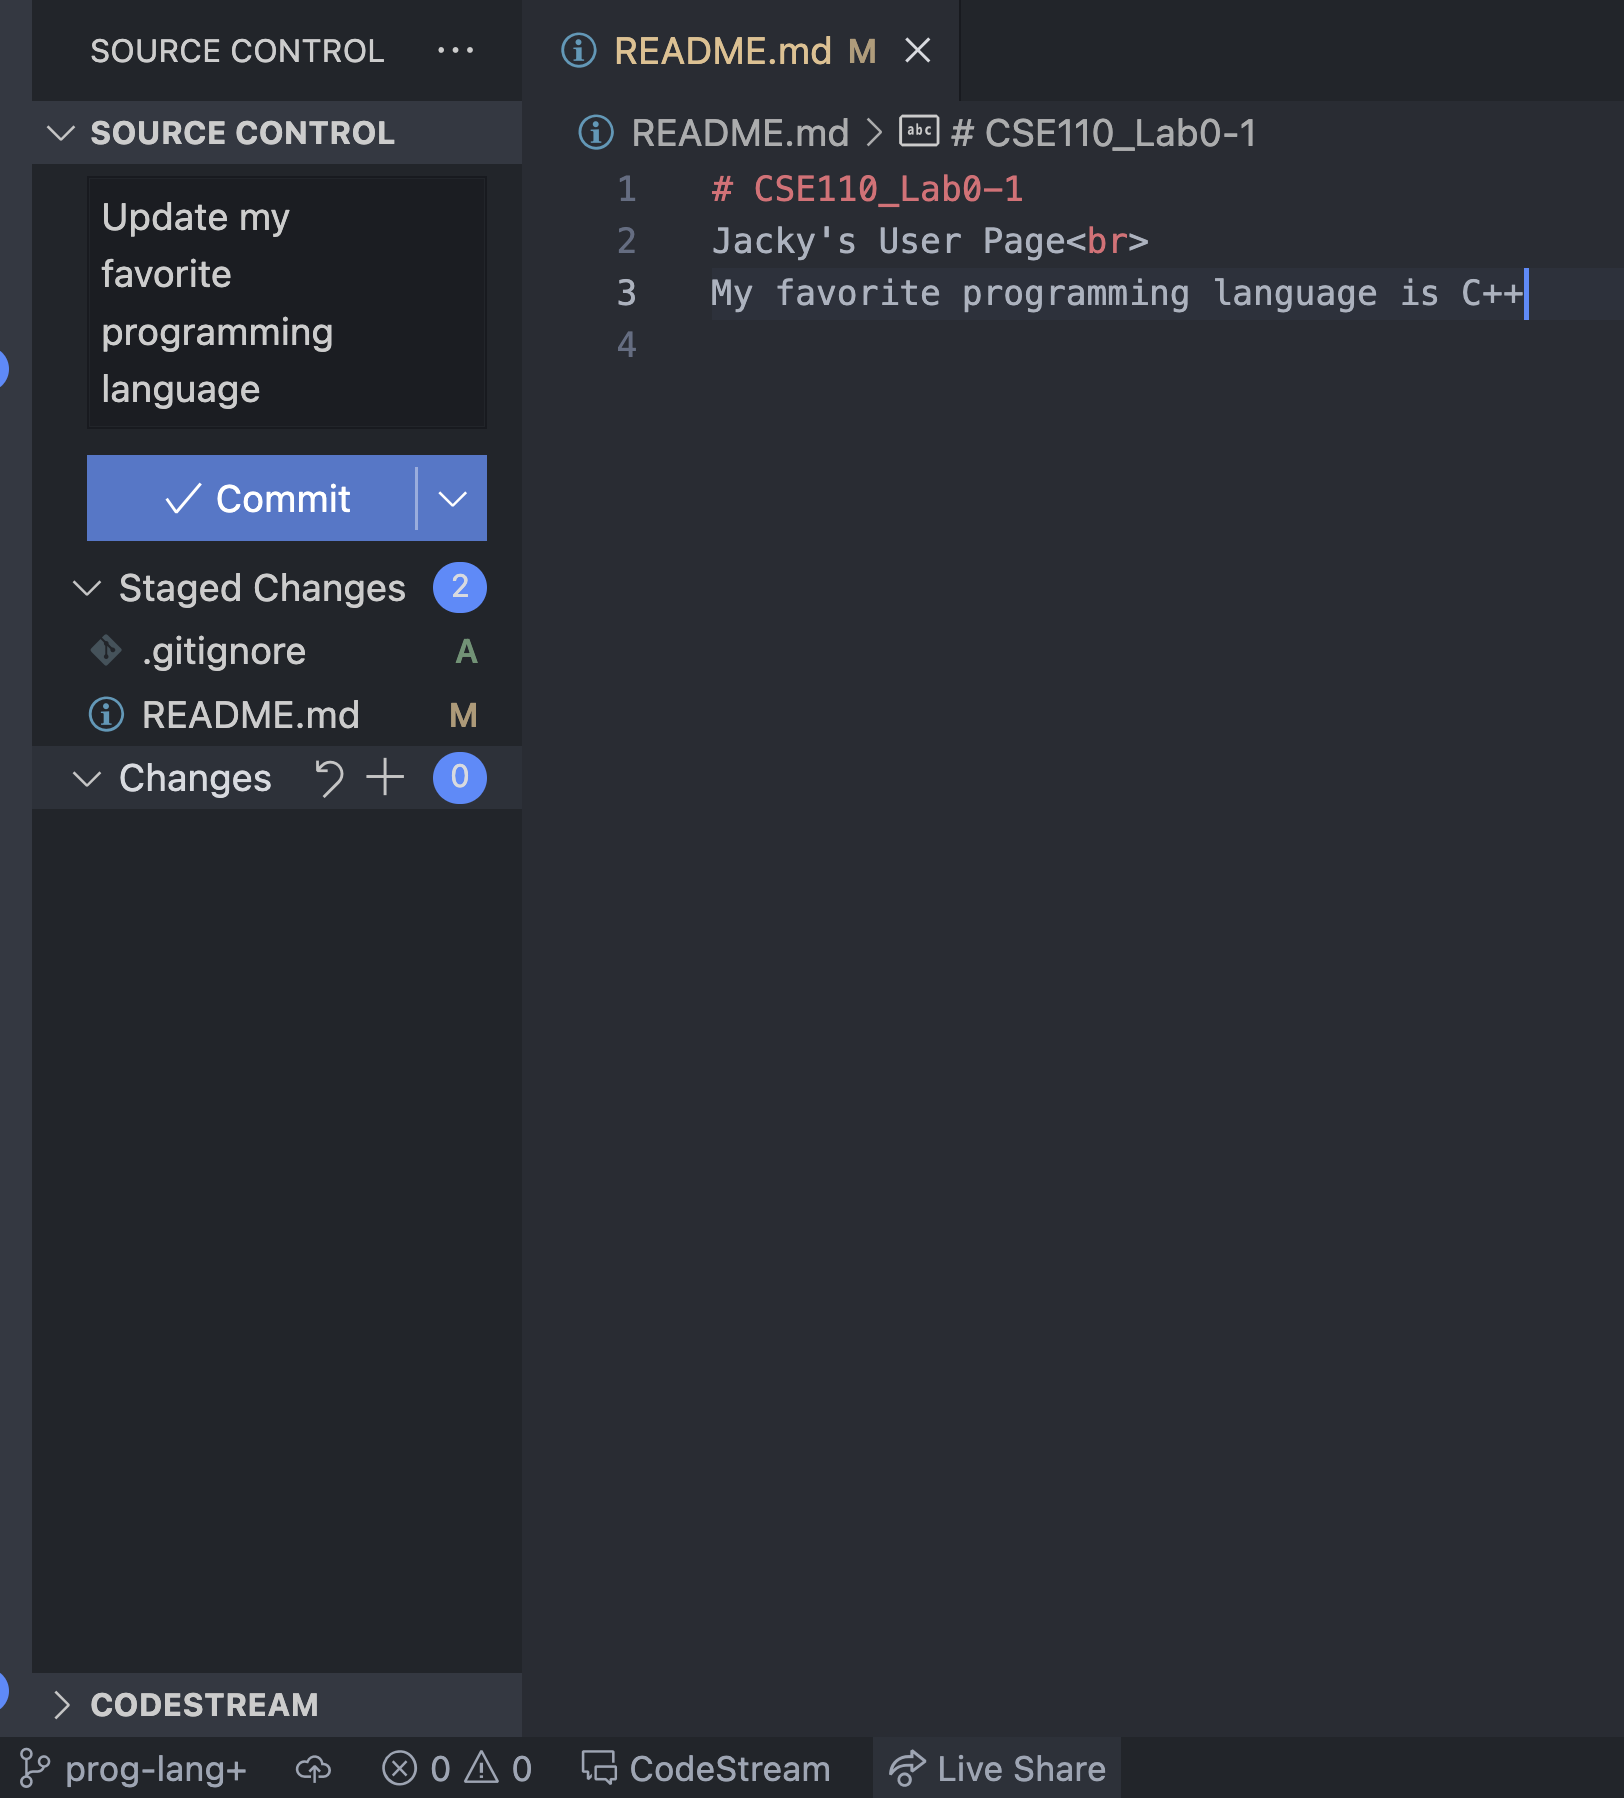 SOURCE CONTROL ···
README.md M
SOURCE CONTROL
README.md > abc # CSE110_Lab0-1
Update my
favorite
programming
language
Commit
Staged Changes 2
.gitignore A
README.md M
Changes 0
1 # CSE110_Lab0-1
2 Jacky's User Page<br>
3 My favorite programming language is C++
4
CODESTREAM
prog-lang+ 0 0 CodeStream Live Share